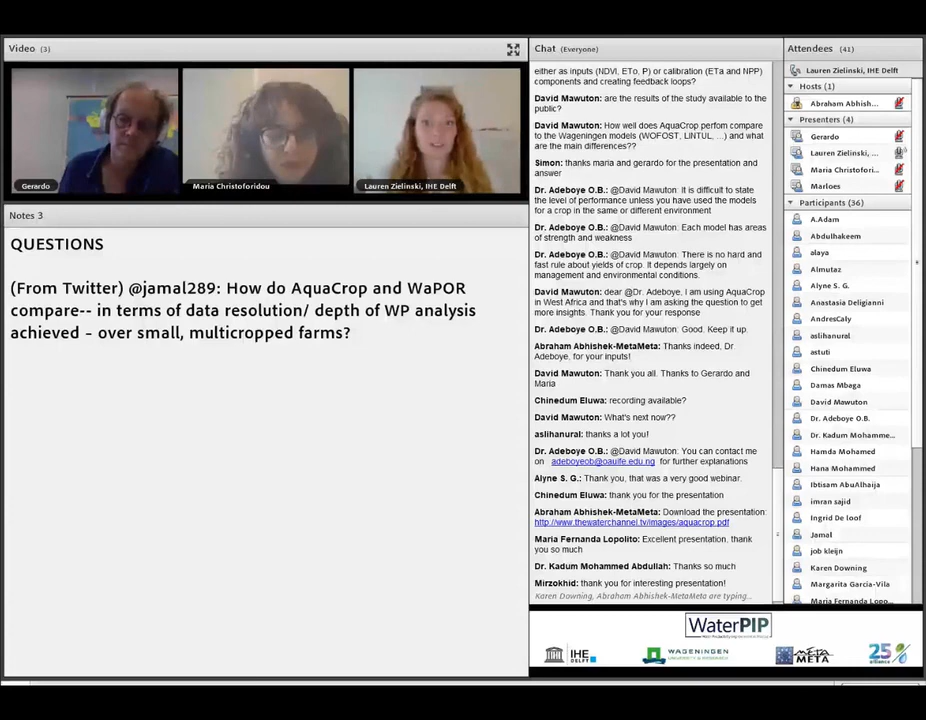 Video (3)
Gerardo
Maria Christoforidou
Lauren Zielinski, IHE Delft
Notes 3
QUESTIONS
(From Twitter) @jamal289: How do AquaCrop and WaPOR
compare-- in terms of data resolution/ depth of WP analysis
achieved - over small, multicropped farms?
Chat (Everyone)
either as inputs (NDVI, ETo, P) or calibration (ETa and NPP)
components and creating feedback loops?
David Mawuton: are the results of the study available to the
public?
David Mawuton: How well does AquaCrop perfom compare
to the Wageningen models (WOFOST, LINTUL, ...) and what
are the main differences??
Simon: thanks maria and gerardo for the presentation and
answer
Dr. Adeboye O.B.: @David Mawuton: It is difficult to state
the level of performance unless you have used the models
for a crop in the same or different environment
Dr. Adeboye O.B.: @David Mawuton: Each model has areas
of strength and weakness
Dr. Adeboye O.B.: @David Mawuton: There is no hard and
fast rule about yields of crop. It depends largely on
management and environmental conditions.
David Mawuton: dear @Dr. Adeboye, I am using AquaCrop
in West Africa and that's why I am asking the question to get
more insights. Thank you for your response
Dr. Adeboye O.B.: @David Mawuton: Good. Keep it up.
Abraham Abhishek-MetaMeta: Thanks indeed, Dr
Adeboye, for your inputs!
David Mawuton: Thank you all. Thanks to Gerardo and
Maria
Chinedum Eluwa: recording available?
David Mawuton: What's next now??
aslihanural: thanks a lot you!
Dr. Adeboye O.B.: @David Mawuton: You can contact me
on adeboyeob@oauife.edu.ng for further explanations
Alyne S. G.: Thank you, that was a very good webinar.
Chinedum Eluwa: thank you for the presentation
Abraham Abhishek-MetaMeta: Download the presentation:
http://www.thewaterchannel.tv/images/aquacrop.pdf
Maria Fernanda Lopolito: Excellent presentation, thank
you so much
Dr. Kadum Mohammed Abdullah: Thanks so much
Mirzokhid: thank you for interesting presentation!
Karen Downing, Abraham Abhishek-MetaMeta are typing..
Attendees (41)
Lauren Zielinski, IHE Delft
Hosts (1)
Abraham Abhish...
Presenters (4)
Gerardo
Lauren Zielinski, ...
Maria Christofori...
Marloes
Participants (36)
A.Adam
Abdulhakeem
alaya
Almutaz
Alyne S. G.
Anastasia Deligianni
AndresCaly
aslihanural
astuti
Chinedum Eluwa
Damas Mbaga
David Mawuton
Dr. Adeboye O.B.
Dr. Kadum Mohamme...
Hamda Mohamed
Hana Mohammed
Ibtisam AbuAlhaija
imran sajid
Ingrid De loof
Jamal
job kleijn
Karen Downing
Margarita Garcia-Vila
Maria Fernanda Lopo...
WaterPIP
IHE
DELFT
WAGENINGEN
META
META
25